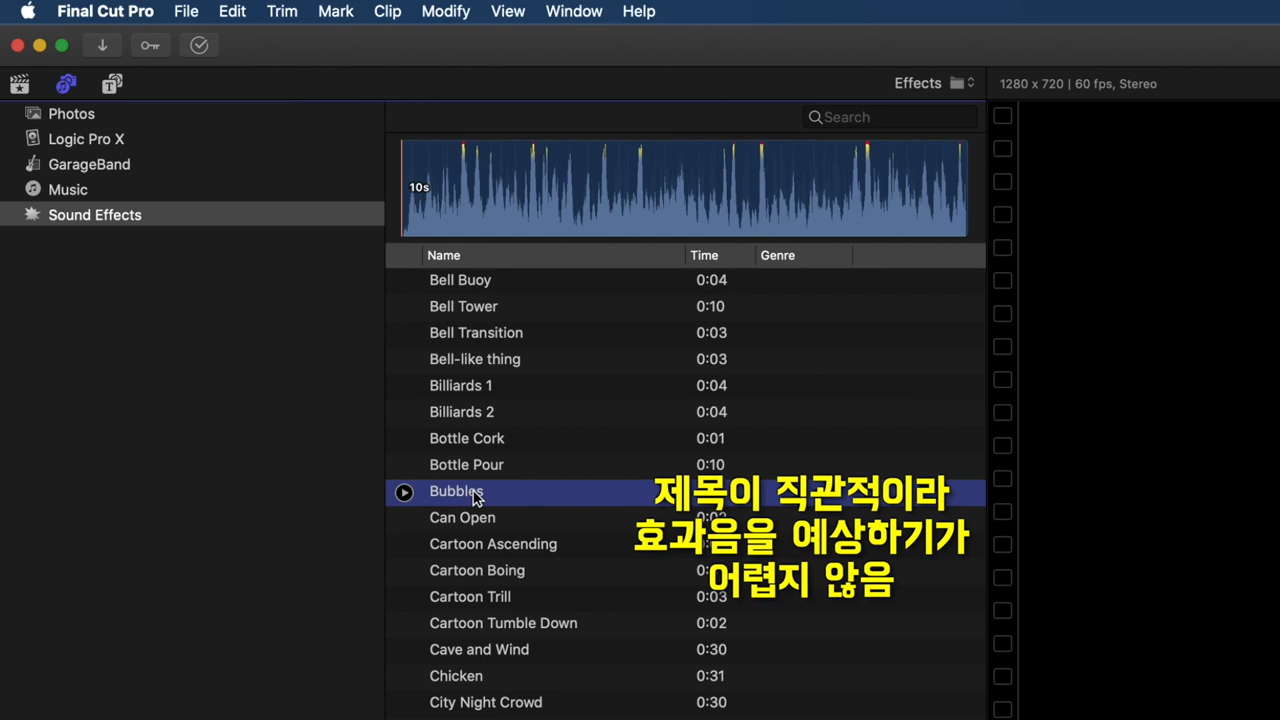 Final Cut Pro File Edit Trim Mark Clip Modify View Window Help
Effects
1280 x 720 | 60 fps, Stereo
Photos
Logic Pro X
GarageBand
Music
Sound Effects
Search
10s
Name Time Genre
Bell Buoy 0:04
Bell Tower 0:10
Bell Transition 0:03
Bell-like thing 0:03
Billiards 1 0:04
Billiards 2 0:04
Bottle Cork 0:01
Bottle Pour 0:10
Bubbles
Can Open
Cartoon Ascending
Cartoon Boing
Cartoon Trill 0:03
Cartoon Tumble Down 0:02
Cave and Wind 0:30
Chicken 0:31
City Night Crowd 0:30
제목이 직관적이라
효과음을 예상하기가
어렵지 않음